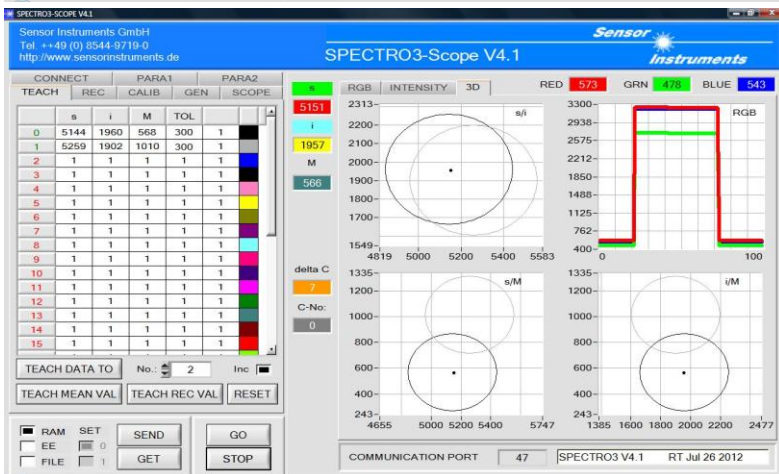 SPECTRO3-SCOPE V4.1
Sensor Instruments GmbH
Tel. ++49 (0) 8544-9719-0
http://www.sensorinstruments.de
SPECTRO3-Scope V4.1
Sensor
Instruments
CONNECT PARA1 PARA2
TEACH REC CALIB GEN SCOPE
s i M TOL
0 5144 1960 568 300 1
1 5259 1902 1010 300 1
2 1 1 1 1 1
3 1 1 1 1 1
4 1 1 1 1 1
5 1 1 1 1 1
6 1 1 1 1 1
7 1 1 1 1 1
8 1 1 1 1 1
9 1 1 1 1 1
10 1 1 1 1 1
11 1 1 1 1 1
12 1 1 1 1 1
13 1 1 1 1 1
14 1 1 1 1 1
15 1 1 1 1 1
TEACH DATA TO No.: 2 Inc
TEACH MEAN VAL TEACH REC VAL RESET
RAM SET SEND GO
EE 0
FILE 1 GET STOP
s
5151
i
1957
M
566
delta C
7
C-No:
0
RGB INTENSITY 3D RED 573 GRN 478 BLUE 543
s/i
2313
2200
2100
2000
1900
1800
1700
1549
4819 5000 5200 5400 5583
RGB
3300
2938
2575
2212
1850
1488
1125
762
400
0 100
s/M
1335
1200
1000
800
600
400
243
4655 5000 5200 5400 5747
i/M
1335
1200
1000
800
600
400
243
1385 1600 1800 2000 2200 2477
COMMUNICATION PORT 47 SPECTRO3 V4.1 RT Jul 26 2012